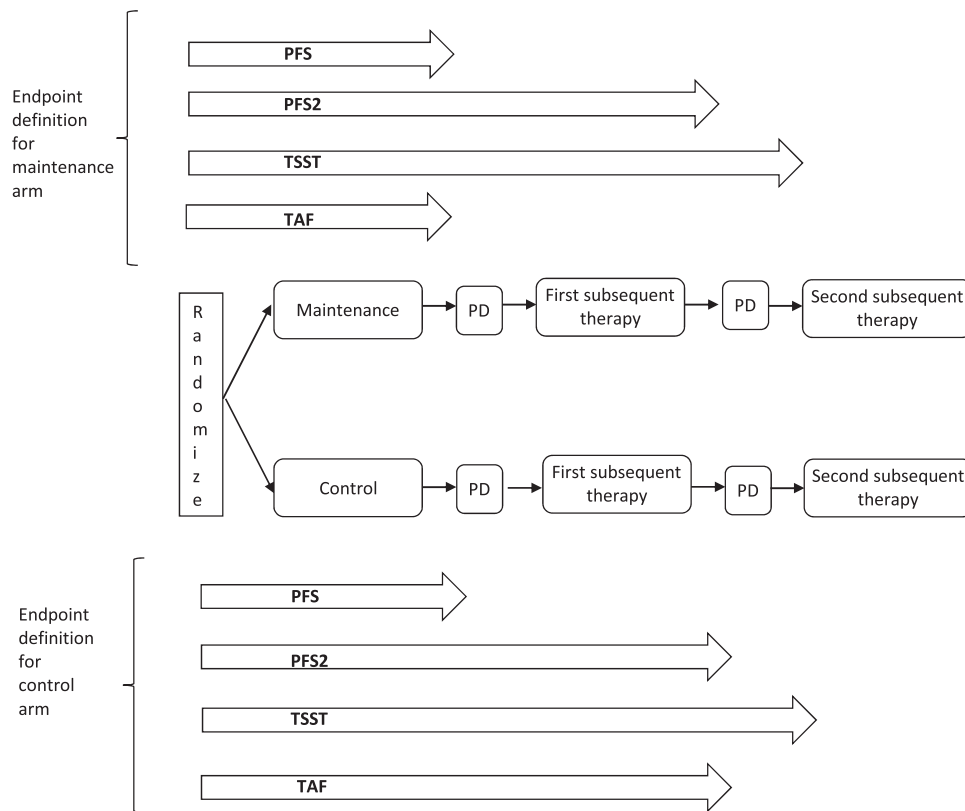 PFS
Endpoint
definition
for
maintenance
arm
PFS2
TSST
TAF
R
a
n
d
o
m
i
z
e
Maintenance
PD
First subsequent
therapy
PD
Second subsequent
therapy
Control
PD
First subsequent
therapy
PD
Second subsequent
therapy
Endpoint
definition
for
control
arm
PFS
PFS2
TSST
TAF